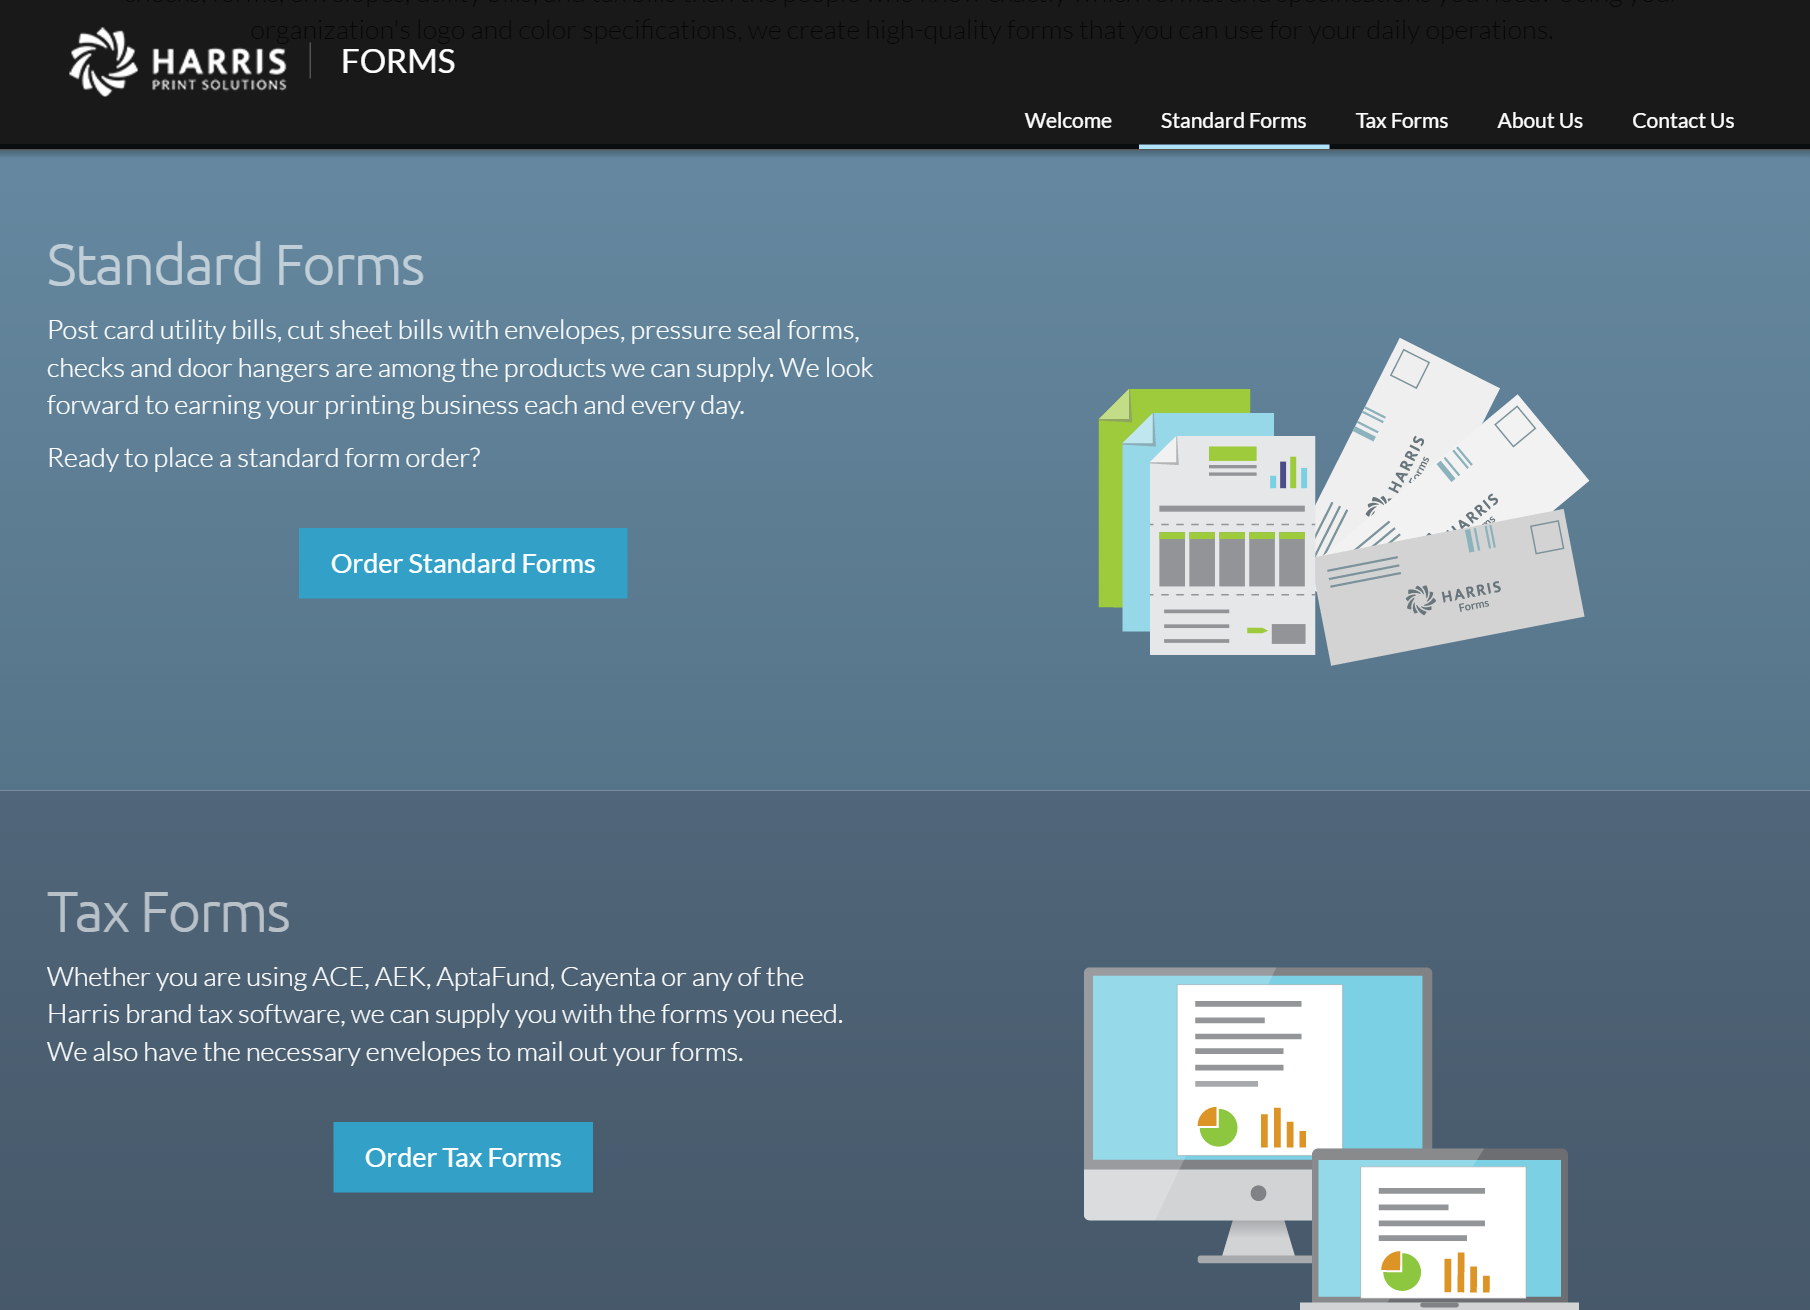 organization's logo and color specifications, we create high-quality forms that you can use for your daily operations.
HARRIS
PRINT SOLUTIONS
FORMS
Welcome
Standard Forms
Tax Forms
About Us
Contact Us
Standard Forms
Post card utility bills, cut sheet bills with envelopes, pressure seal forms,
checks and door hangers are among the products we can supply. We look
forward to earning your printing business each and every day.
Ready to place a standard form order?
Order Standard Forms
HARRIS
Forms
HARRIS
HARRIS
Forms
Tax Forms
Whether you are using ACE, AEK, AptaFund, Cayenta or any of the
Harris brand tax software, we can supply you with the forms you need.
We also have the necessary envelopes to mail out your forms.
Order Tax Forms